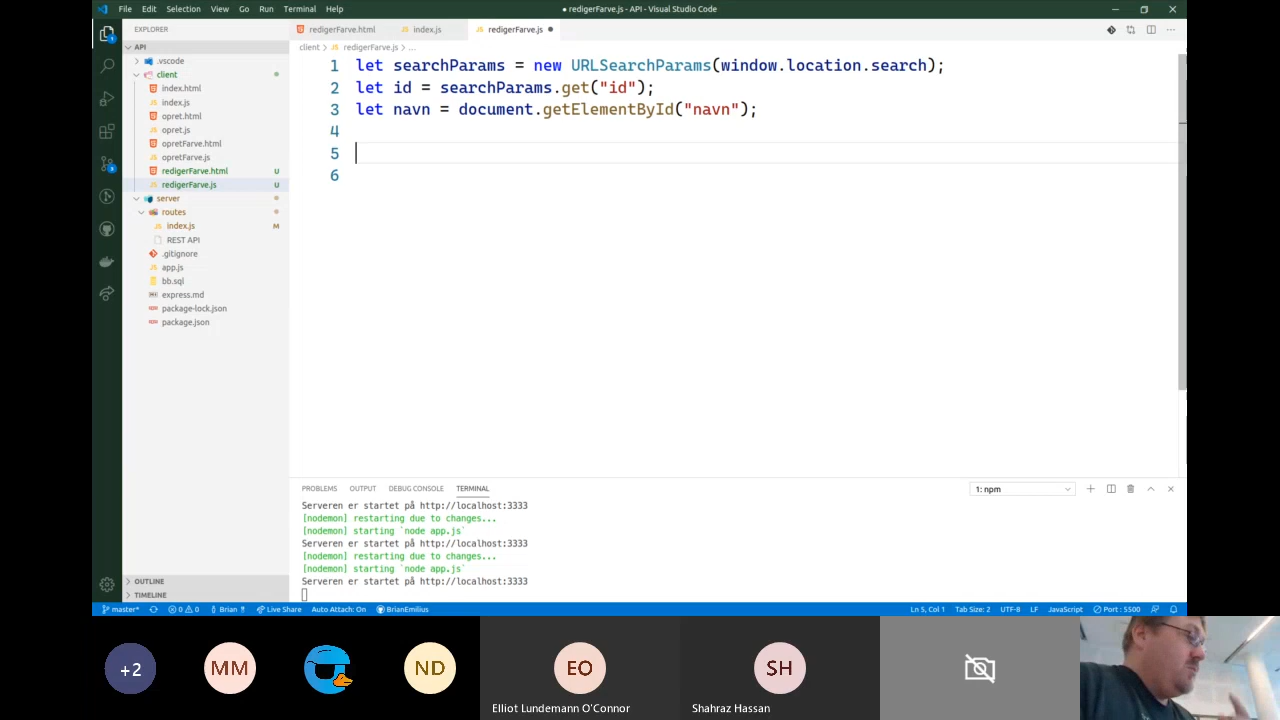 File Edit Selection View Go Run Terminal Help
● redigerFarve.js - API - Visual Studio Code
EXPLORER
redigerFarve.html
index.js
redigerFarve.js ●
API
client > redigerFarve.js > ...
.vscode
client
index.html
index.js
opret.html
opret.js
opretFarve.html
opretFarve.js
redigerFarve.html U
redigerFarve.js U
server
routes
index.js M
REST API
.gitignore
app.js
bb.sql
express.md
package-lock.json
package.json
OUTLINE
TIMELINE
1 let searchParams = new URLSearchParams(window.location.search);
2 let id = searchParams.get("id");
3 let navn = document.getElementById("navn");
4
5
6
PROBLEMS OUTPUT DEBUG CONSOLE TERMINAL
1: npm
Serveren er startet på http://localhost:3333
[nodemon] restarting due to changes...
[nodemon] starting `node app.js`
Serveren er startet på http://localhost:3333
[nodemon] restarting due to changes...
[nodemon] starting `node app.js`
Serveren er startet på http://localhost:3333
master* 0 0 Brian Live Share Auto Attach: On BrianEmilius
Ln 5, Col 1 Tab Size: 2 UTF-8 LF JavaScript Port : 5500
+2
MM
ND
EO
SH
Elliot Lundemann O'Connor
Shahraz Hassan